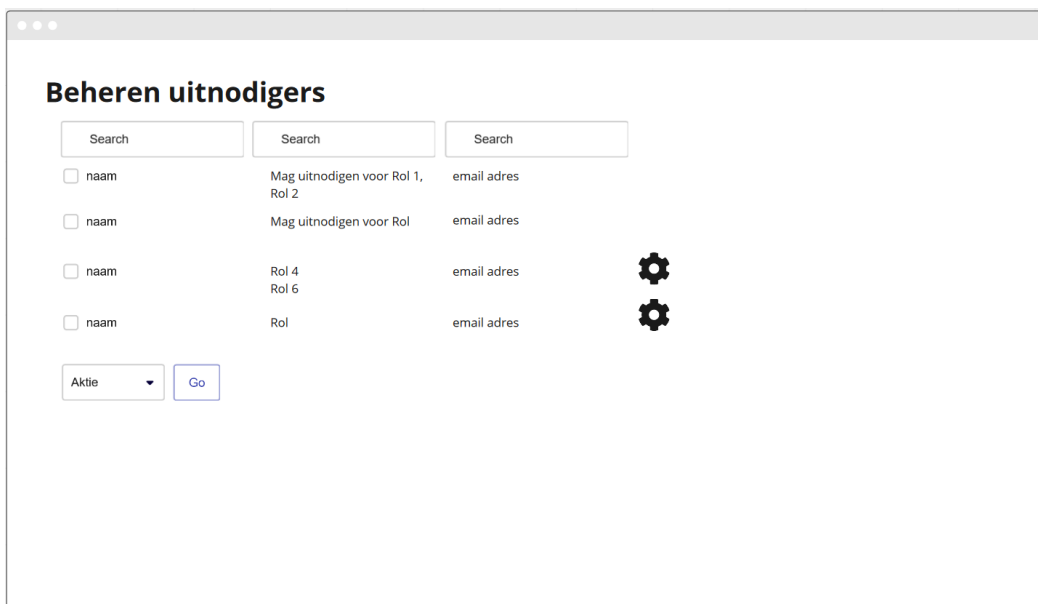 Beheren uitnodigers
Search Search Search
naam Mag uitnodigen voor Rol 1, email adres
Rol 2
naam Mag uitnodigen voor Rol email adres
naam Rol 4 email adres
Rol 6
naam Rol email adres
Aktie Go